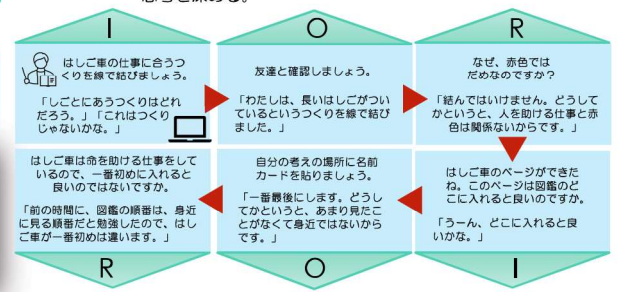 I
O
R
はしご車の仕事に合うつ
くりを線で結びましょう。
「しごとにあうつくりはどれ
だろう。」「これはつくり
じゃないかな。」
友達と確認しましょう。
「わたしは、長いはしごがつい
ているというつくりを線で結び
ました。」
なぜ、赤色では
だめなのですか?
「結んではいけません。どうして
かというと、人を助ける仕事と赤
色は関係ないからです。」
はしご車のページができた
ね。このページは図鑑のど
こに入れると良いのですか。
「うーん、どこに入れると良
いかな。」
自分の考えの場所に名前
カードを貼りましょう。
「一番最後にします。どうし
てかというと、あまり見たこ
とがなくて身近ではないから
です。」
はしご車は命を助ける仕事をして
いるので、一番初めに入れると
良いのではないですか。
「前の時間に、図鑑の順番は、身近
に見る順番だと勉強したので、はし
ご車が一番初めは違います。」
R
O
I